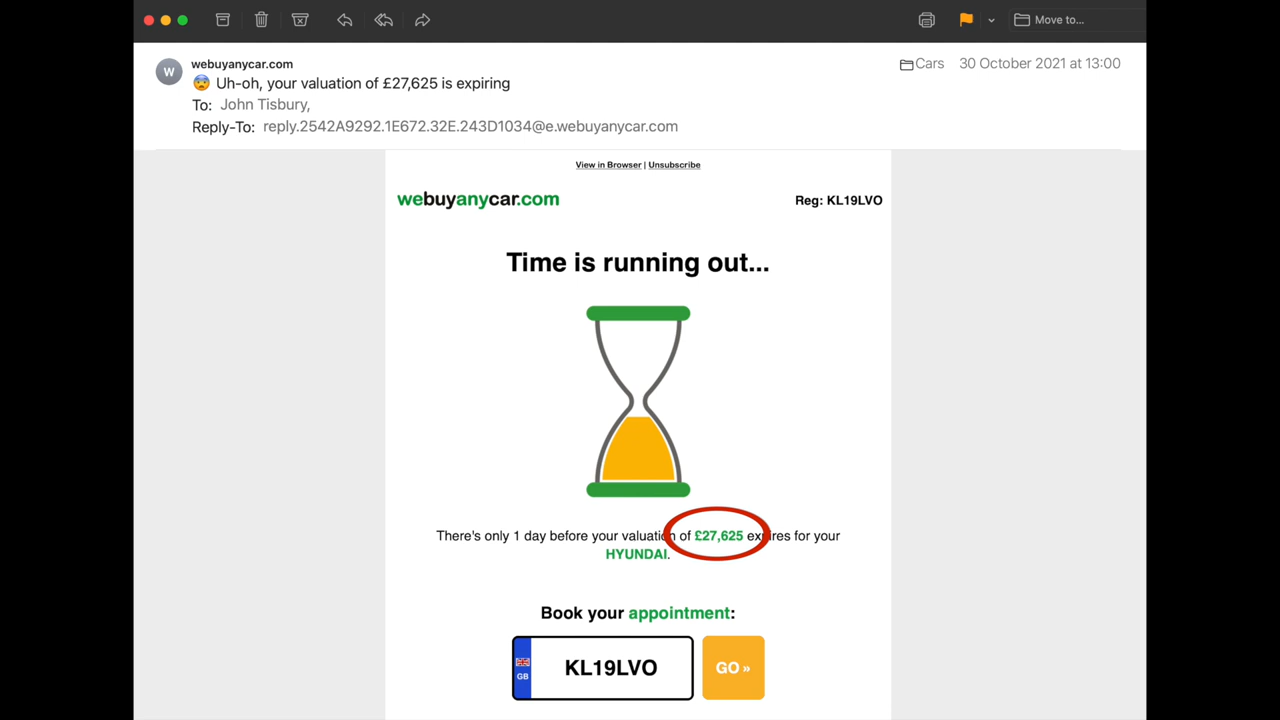 Move to...
webuyanycar.com
Cars 30 October 2021 at 13:00
😨 Uh-oh, your valuation of £27,625 is expiring
To: John Tisbury,
Reply-To: reply.2542A9292.1E672.32E.243D1034@e.webuyanycar.com
W
View in Browser | Unsubscribe
webuyanycar.com
Reg: KL19LVO
Time is running out...
There's only 1 day before your valuation of £27,625 expires for your
HYUNDAI.
Book your appointment:
GB
KL19LVO
GO »